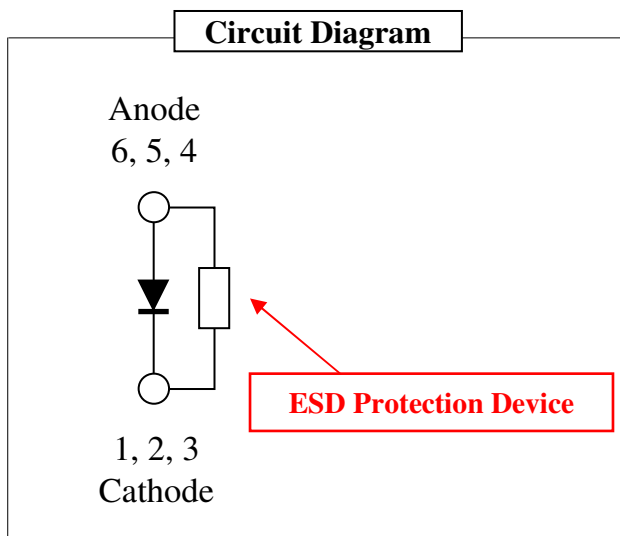 Circuit Diagram
Anode
6, 5, 4
ESD Protection Device
1, 2, 3
Cathode